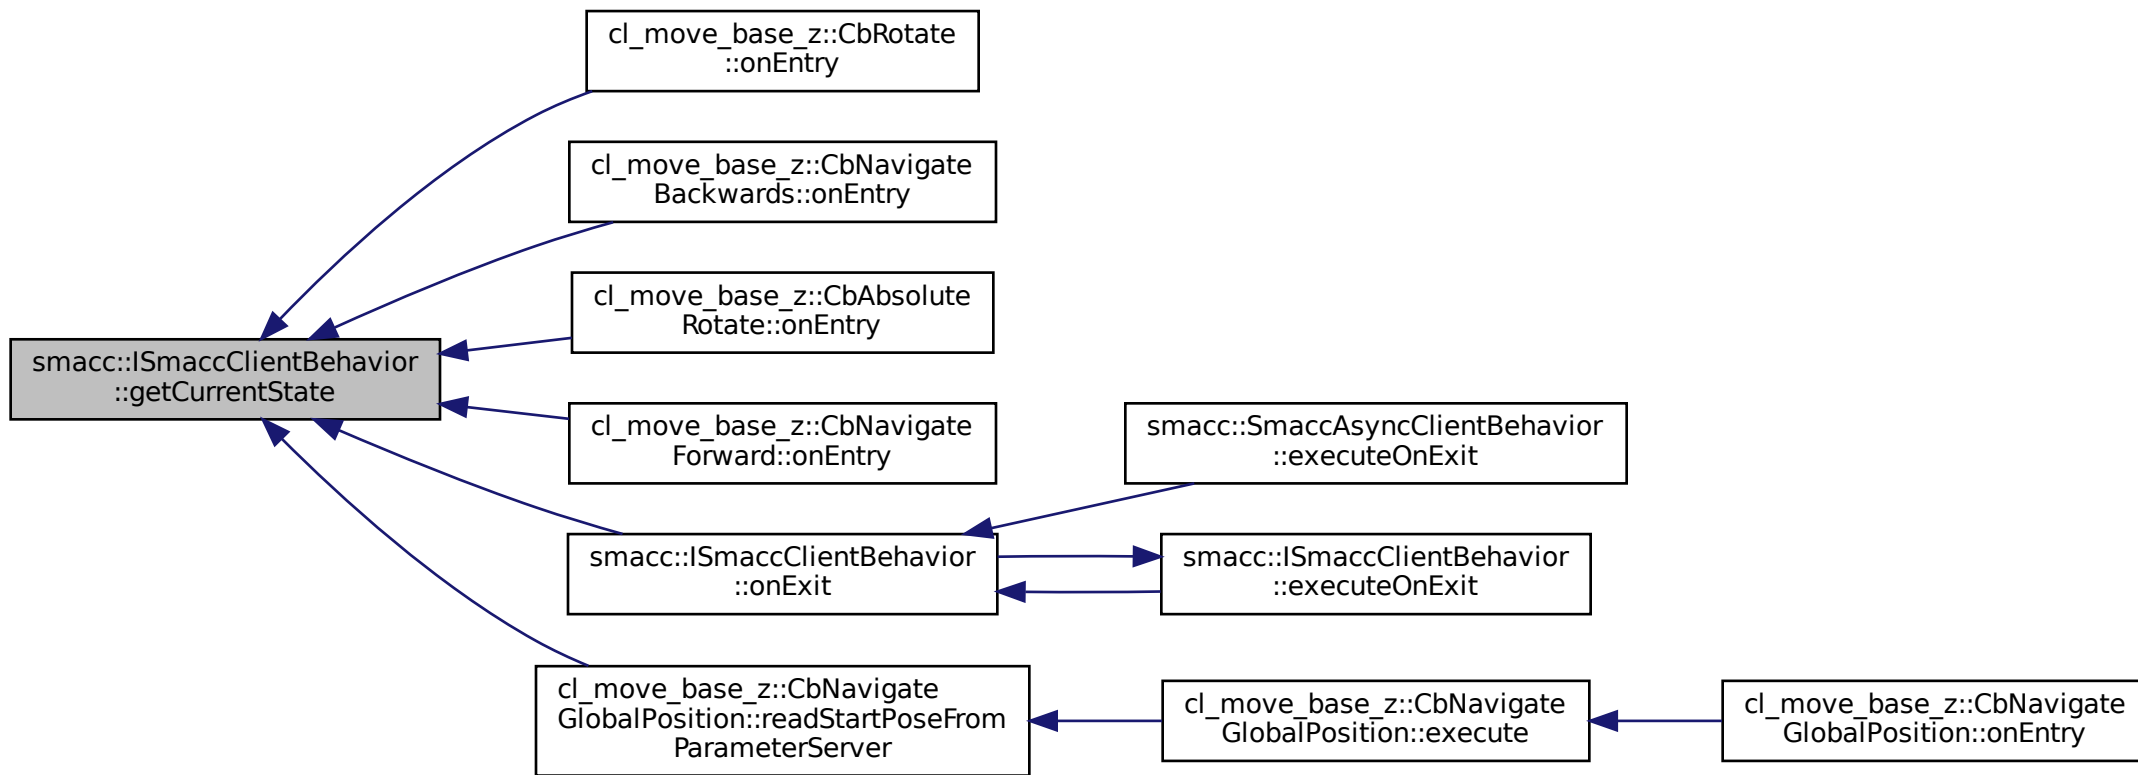 cl_move_base_z::CbRotate
::onEntry
cl_move_base_z::CbNavigate
Backwards::onEntry
cl_move_base_z::CbAbsolute
Rotate::onEntry
smacc::ISmaccClientBehavior
::getCurrentState
cl_move_base_z::CbNavigate
Forward::onEntry
smacc::SmaccAsyncClientBehavior
::executeOnExit
smacc::ISmaccClientBehavior
::onExit
smacc::ISmaccClientBehavior
::executeOnExit
cl_move_base_z::CbNavigate
GlobalPosition::readStartPoseFrom
ParameterServer
cl_move_base_z::CbNavigate
GlobalPosition::execute
cl_move_base_z::CbNavigate
GlobalPosition::onEntry